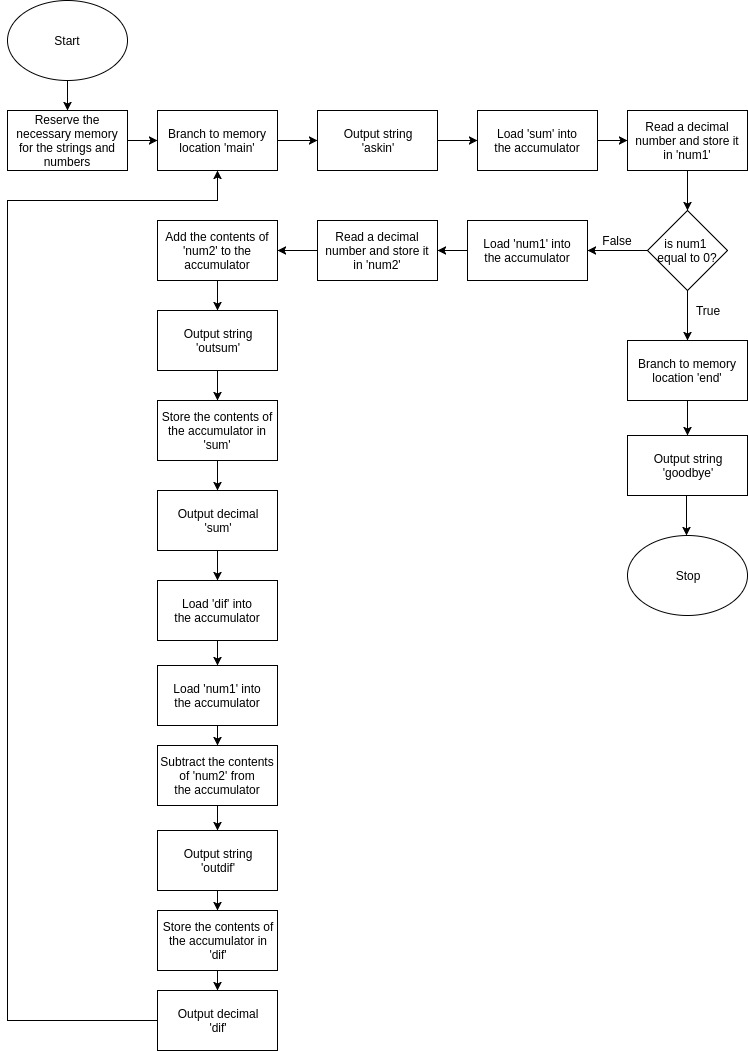 Start
Reserve the
necessary memory
for the strings and
numbers
Branch to memory
location 'main'
Output string
'askin'
Load 'sum' into
the accumulator
Read a decimal
number and store it
in 'num1'
is num1
equal to 0?
False
Load 'num1' into
the accumulator
Read a decimal
number and store it
in 'num2'
Add the contents of
'num2' to the
accumulator
Output string
'outsum'
Store the contents of
the accumulator in
'sum'
Output decimal
'sum'
Load 'dif' into
the accumulator
Load 'num1' into
the accumulator
Subtract the contents
of 'num2' from
the accumulator
Output string
'outdif'
Store the contents of
the accumulator in
'dif'
Output decimal
'dif'
True
Branch to memory
location 'end'
Output string
'goodbye'
Stop